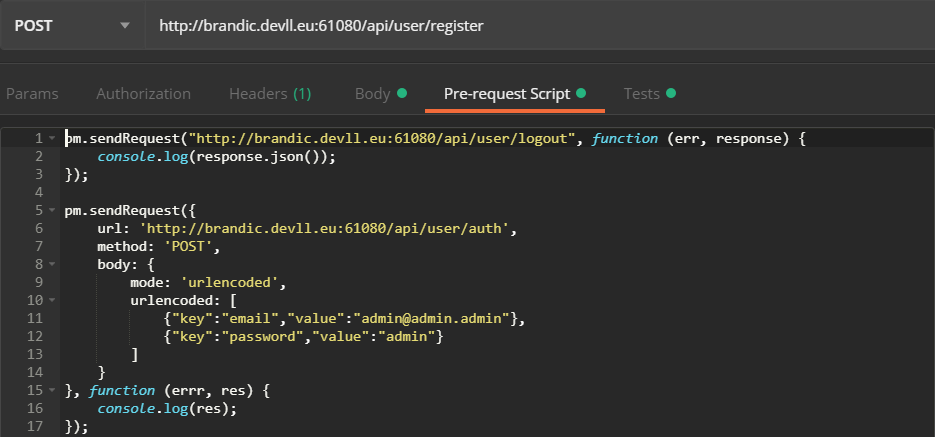 POST http://brandic.devll.eu:61080/api/user/register
Params Authorization Headers (1) Body Pre-request Script Tests
1 pm.sendRequest("http://brandic.devll.eu:61080/api/user/logout", function (err, response) {
2     console.log(response.json());
3 });
4
5 pm.sendRequest({
6     url: 'http://brandic.devll.eu:61080/api/user/auth',
7     method: 'POST',
8     body: {
9         mode: 'urlencoded',
10         urlencoded: [
11             {"key":"email","value":"admin@admin.admin"},
12             {"key":"password","value":"admin"}
13         ]
14     }
15 }, function (errr, res) {
16     console.log(res);
17 });